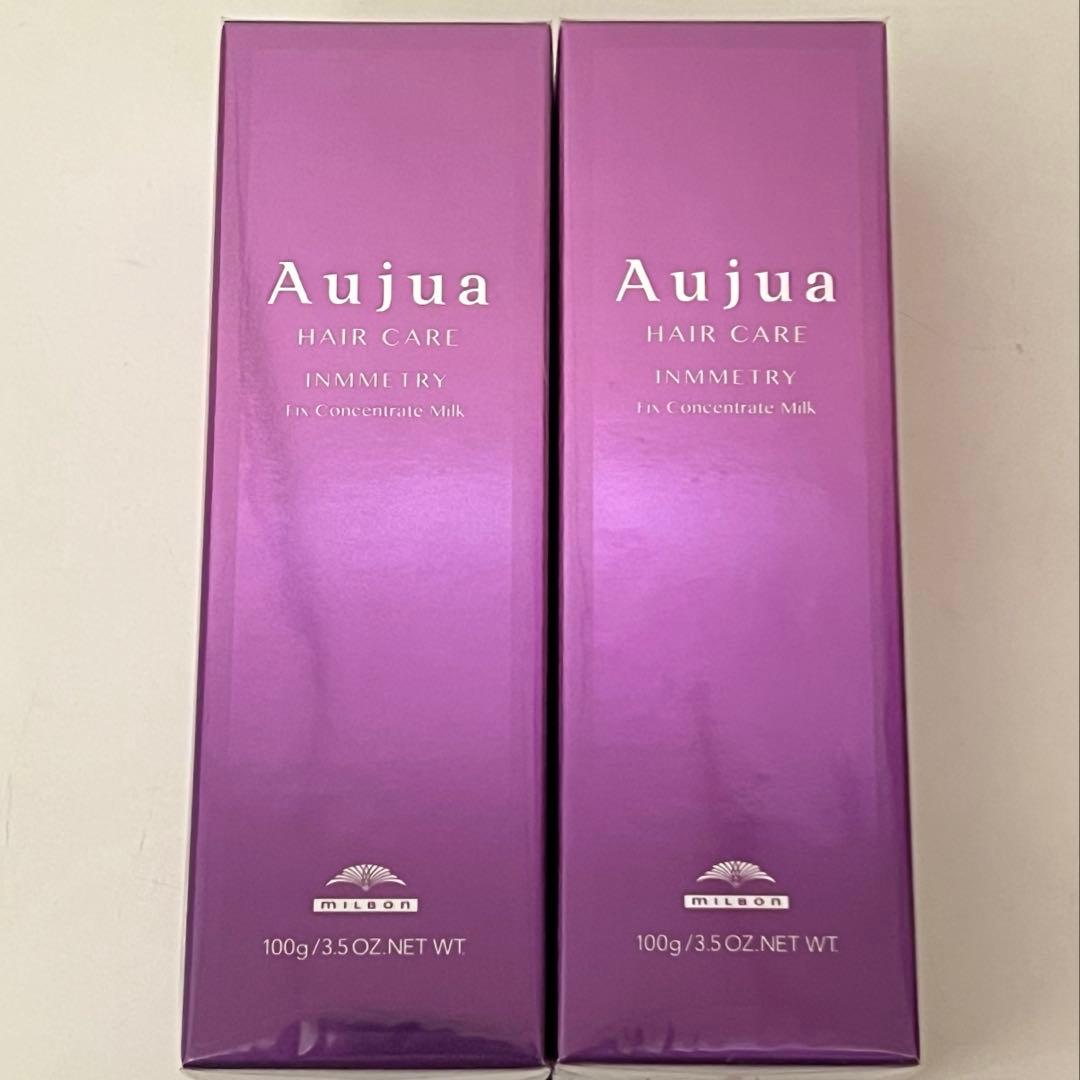 Aujua
HAIR CARE
INMMETRY
Fix Concentrate Milk
MILBON
100g/3.5 OZ.NET WT.
Aujua
HAIR CARE
INMMETRY
Fix Concentrate Milk
MILBON
100g/3.5 OZ.NET WT.